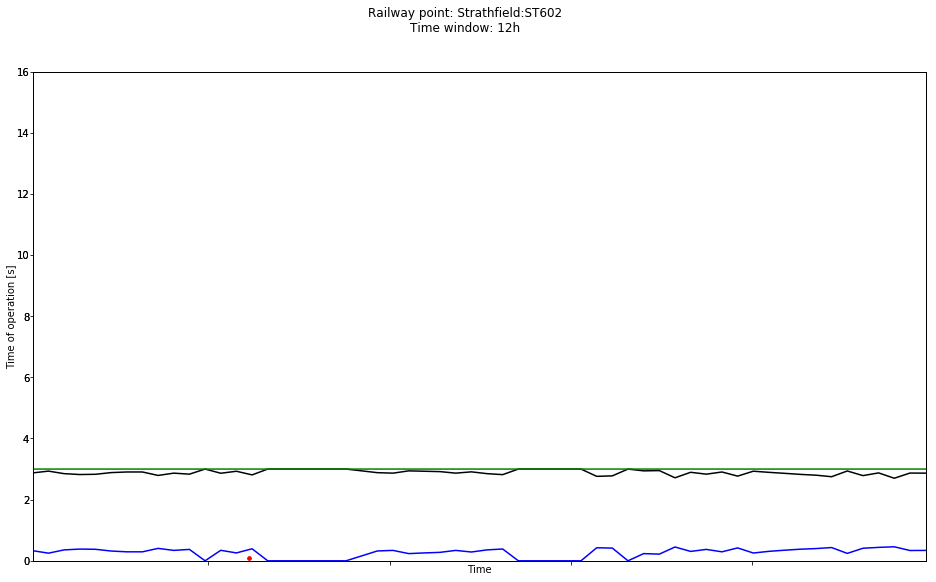 Railway point: Strathfield:ST602
Time window: 12h
16
14
12
10
8
6
4
2
0
Time of operation [s]
Time